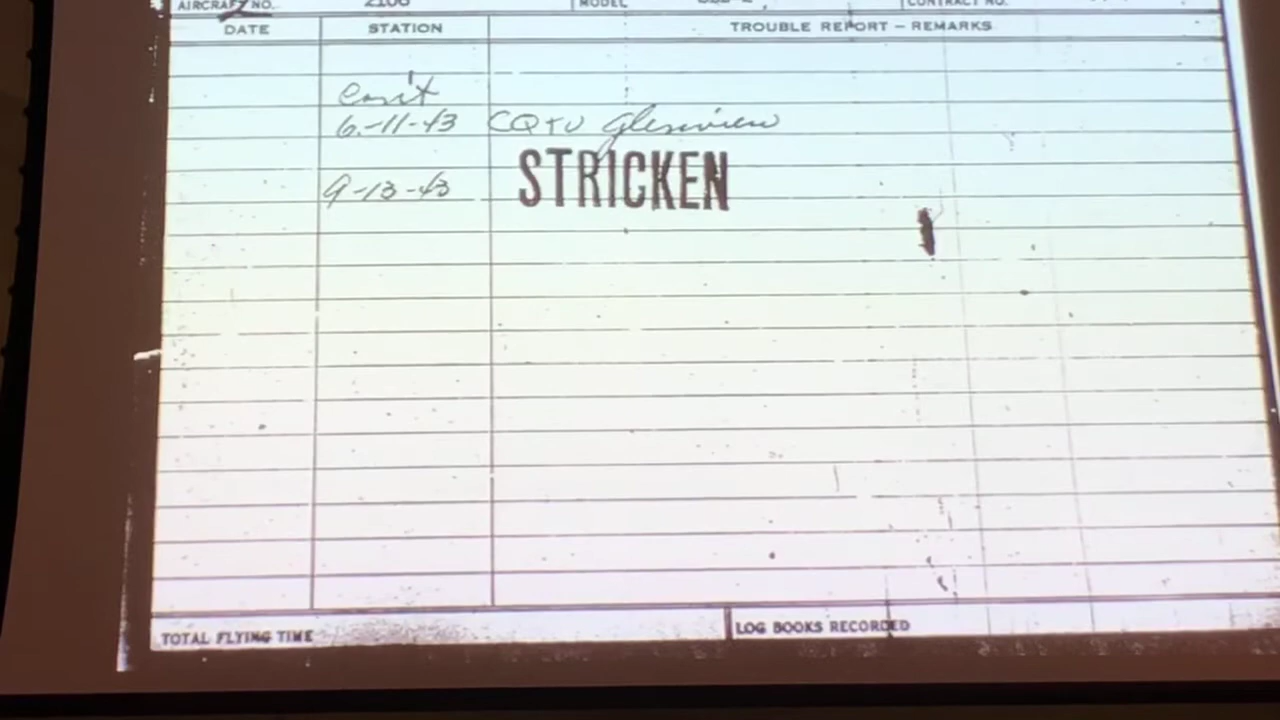 AIRCRAFT NO. 2106 MODEL CONTRACT NO.
DATE STATION TROUBLE REPORT – REMARKS
con't
6-11-43 CQTU Glenview
9-13-43 STRICKEN
TOTAL FLYING TIME LOG BOOKS RECORDED